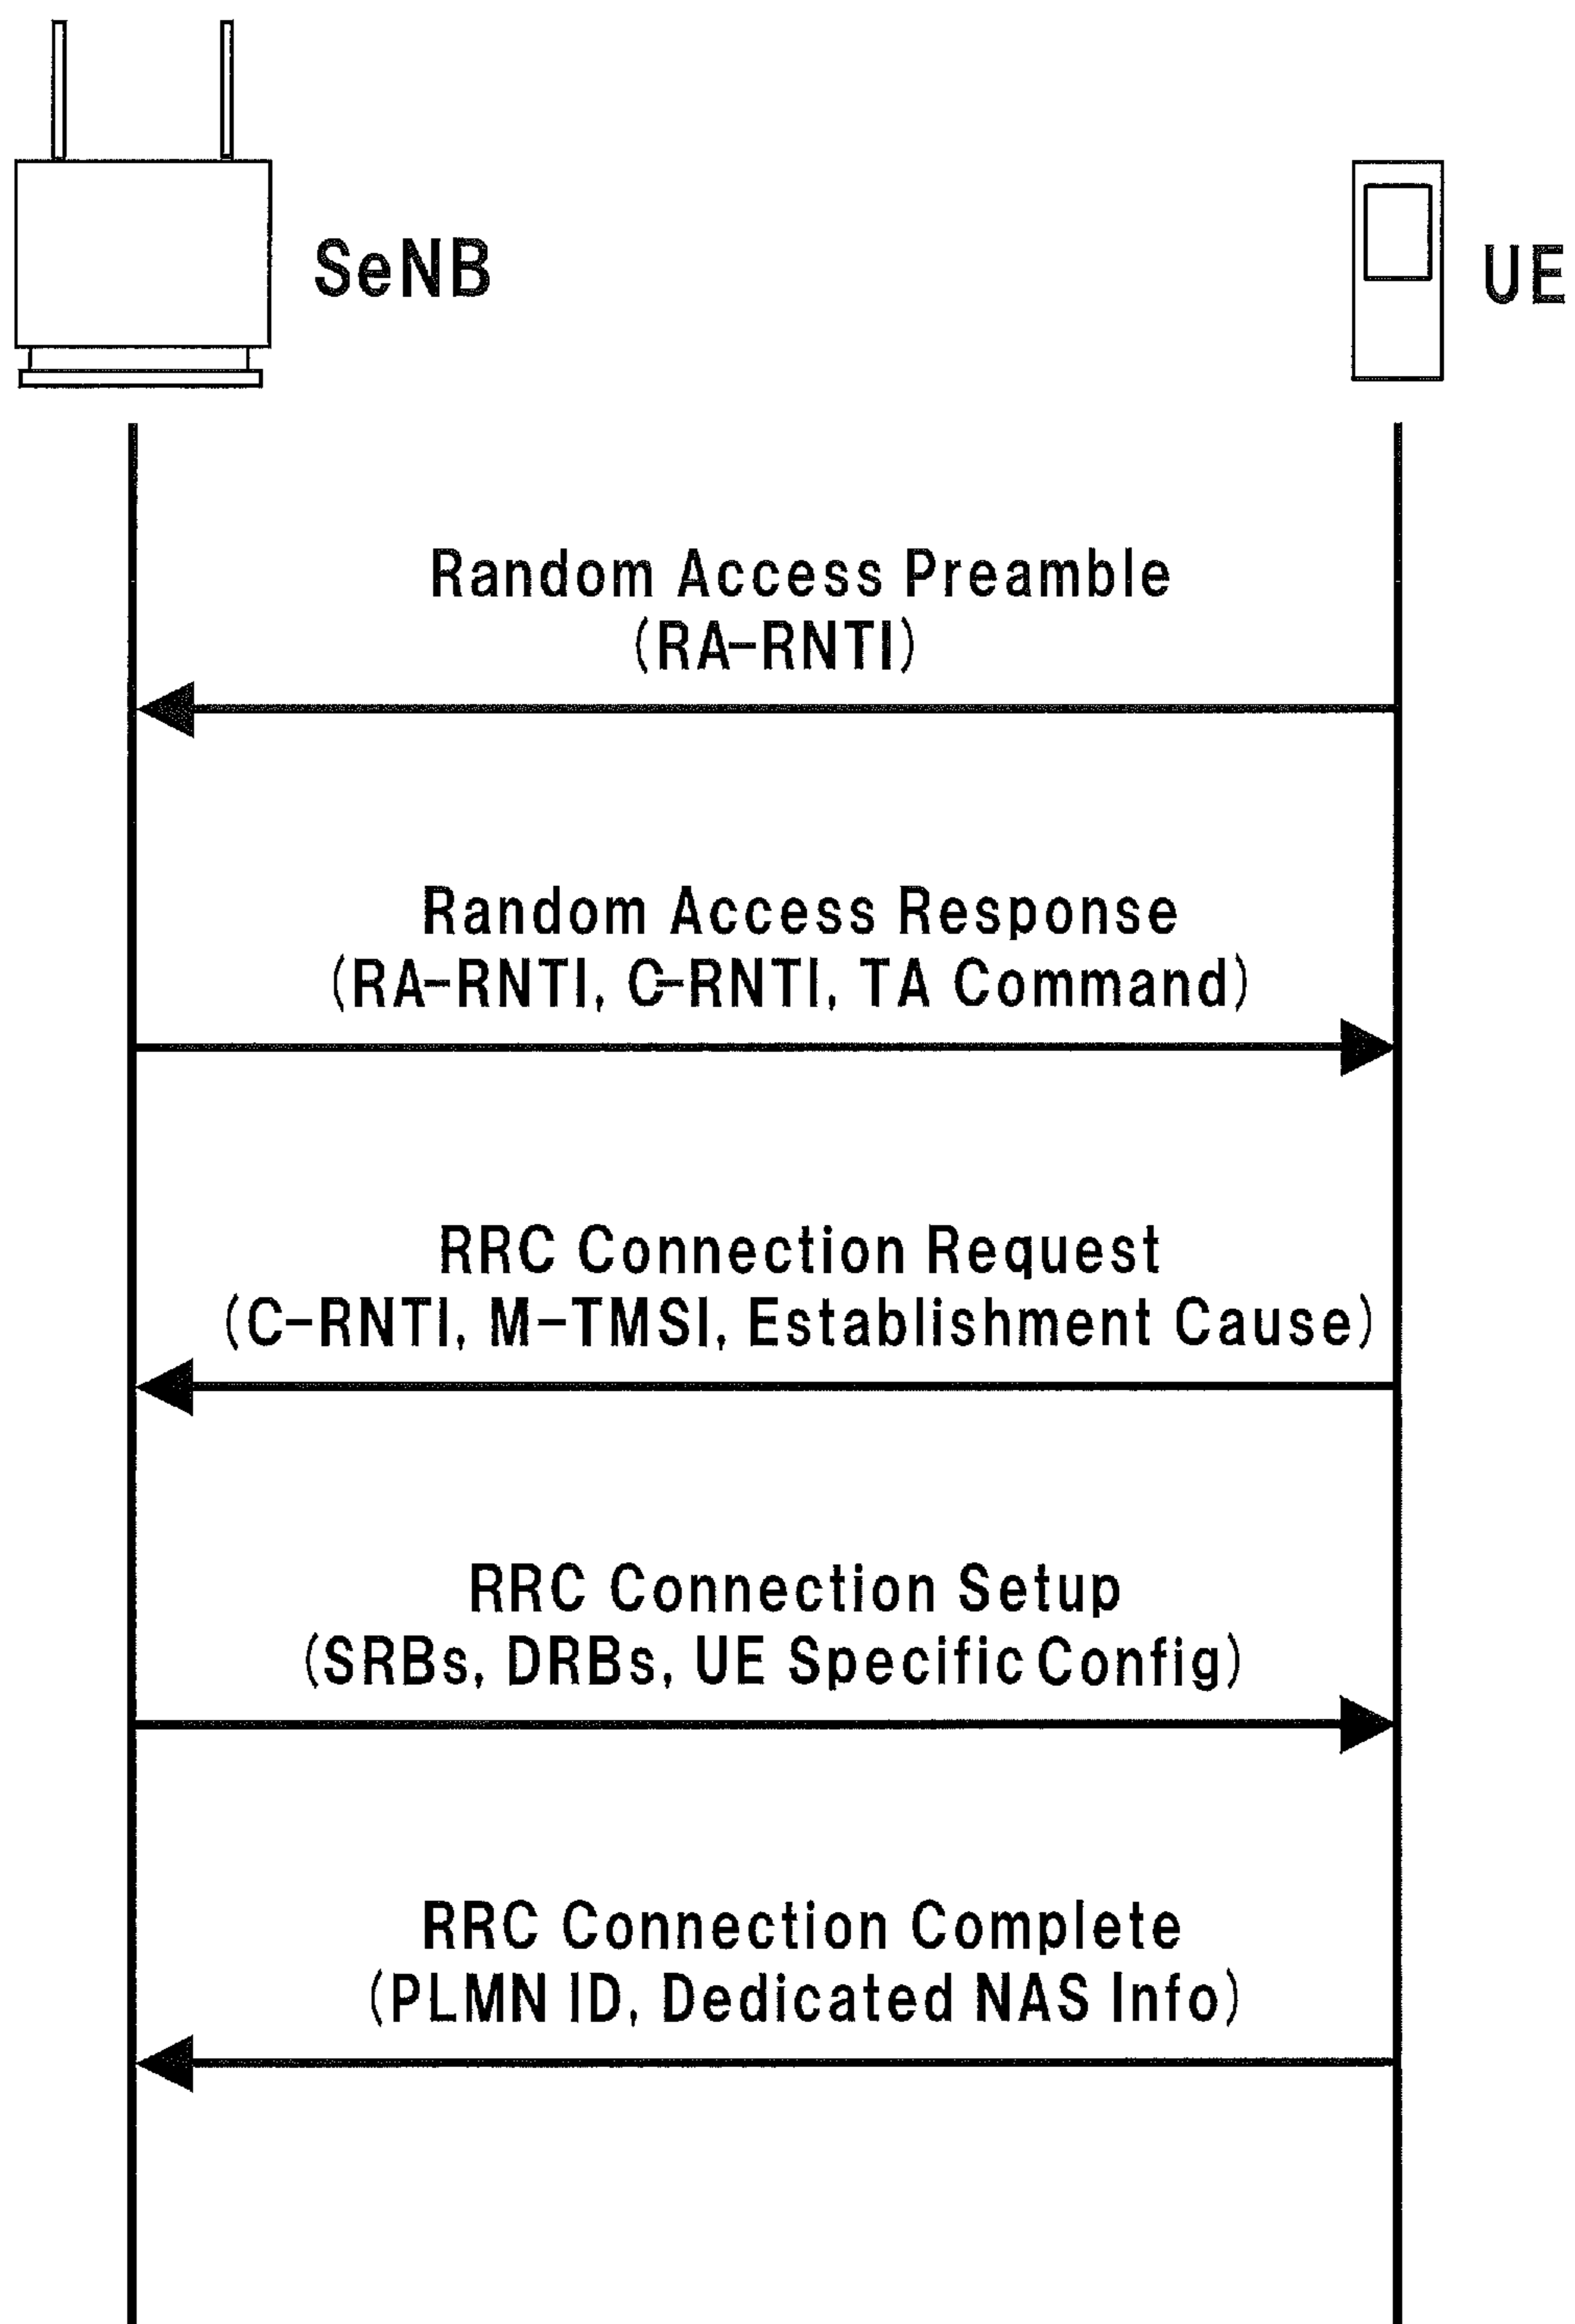 SeNB
UE
Random Access Preamble
(RA-RNTI)
Random Access Response
(RA-RNTI, C-RNTI, TA Command)
RRC Connection Request
(C-RNTI, M-TMSI, Establishment Cause)
RRC Connection Setup
(SRBs, DRBs, UE Specific Config)
RRC Connection Complete
(PLMN ID, Dedicated NAS Info)